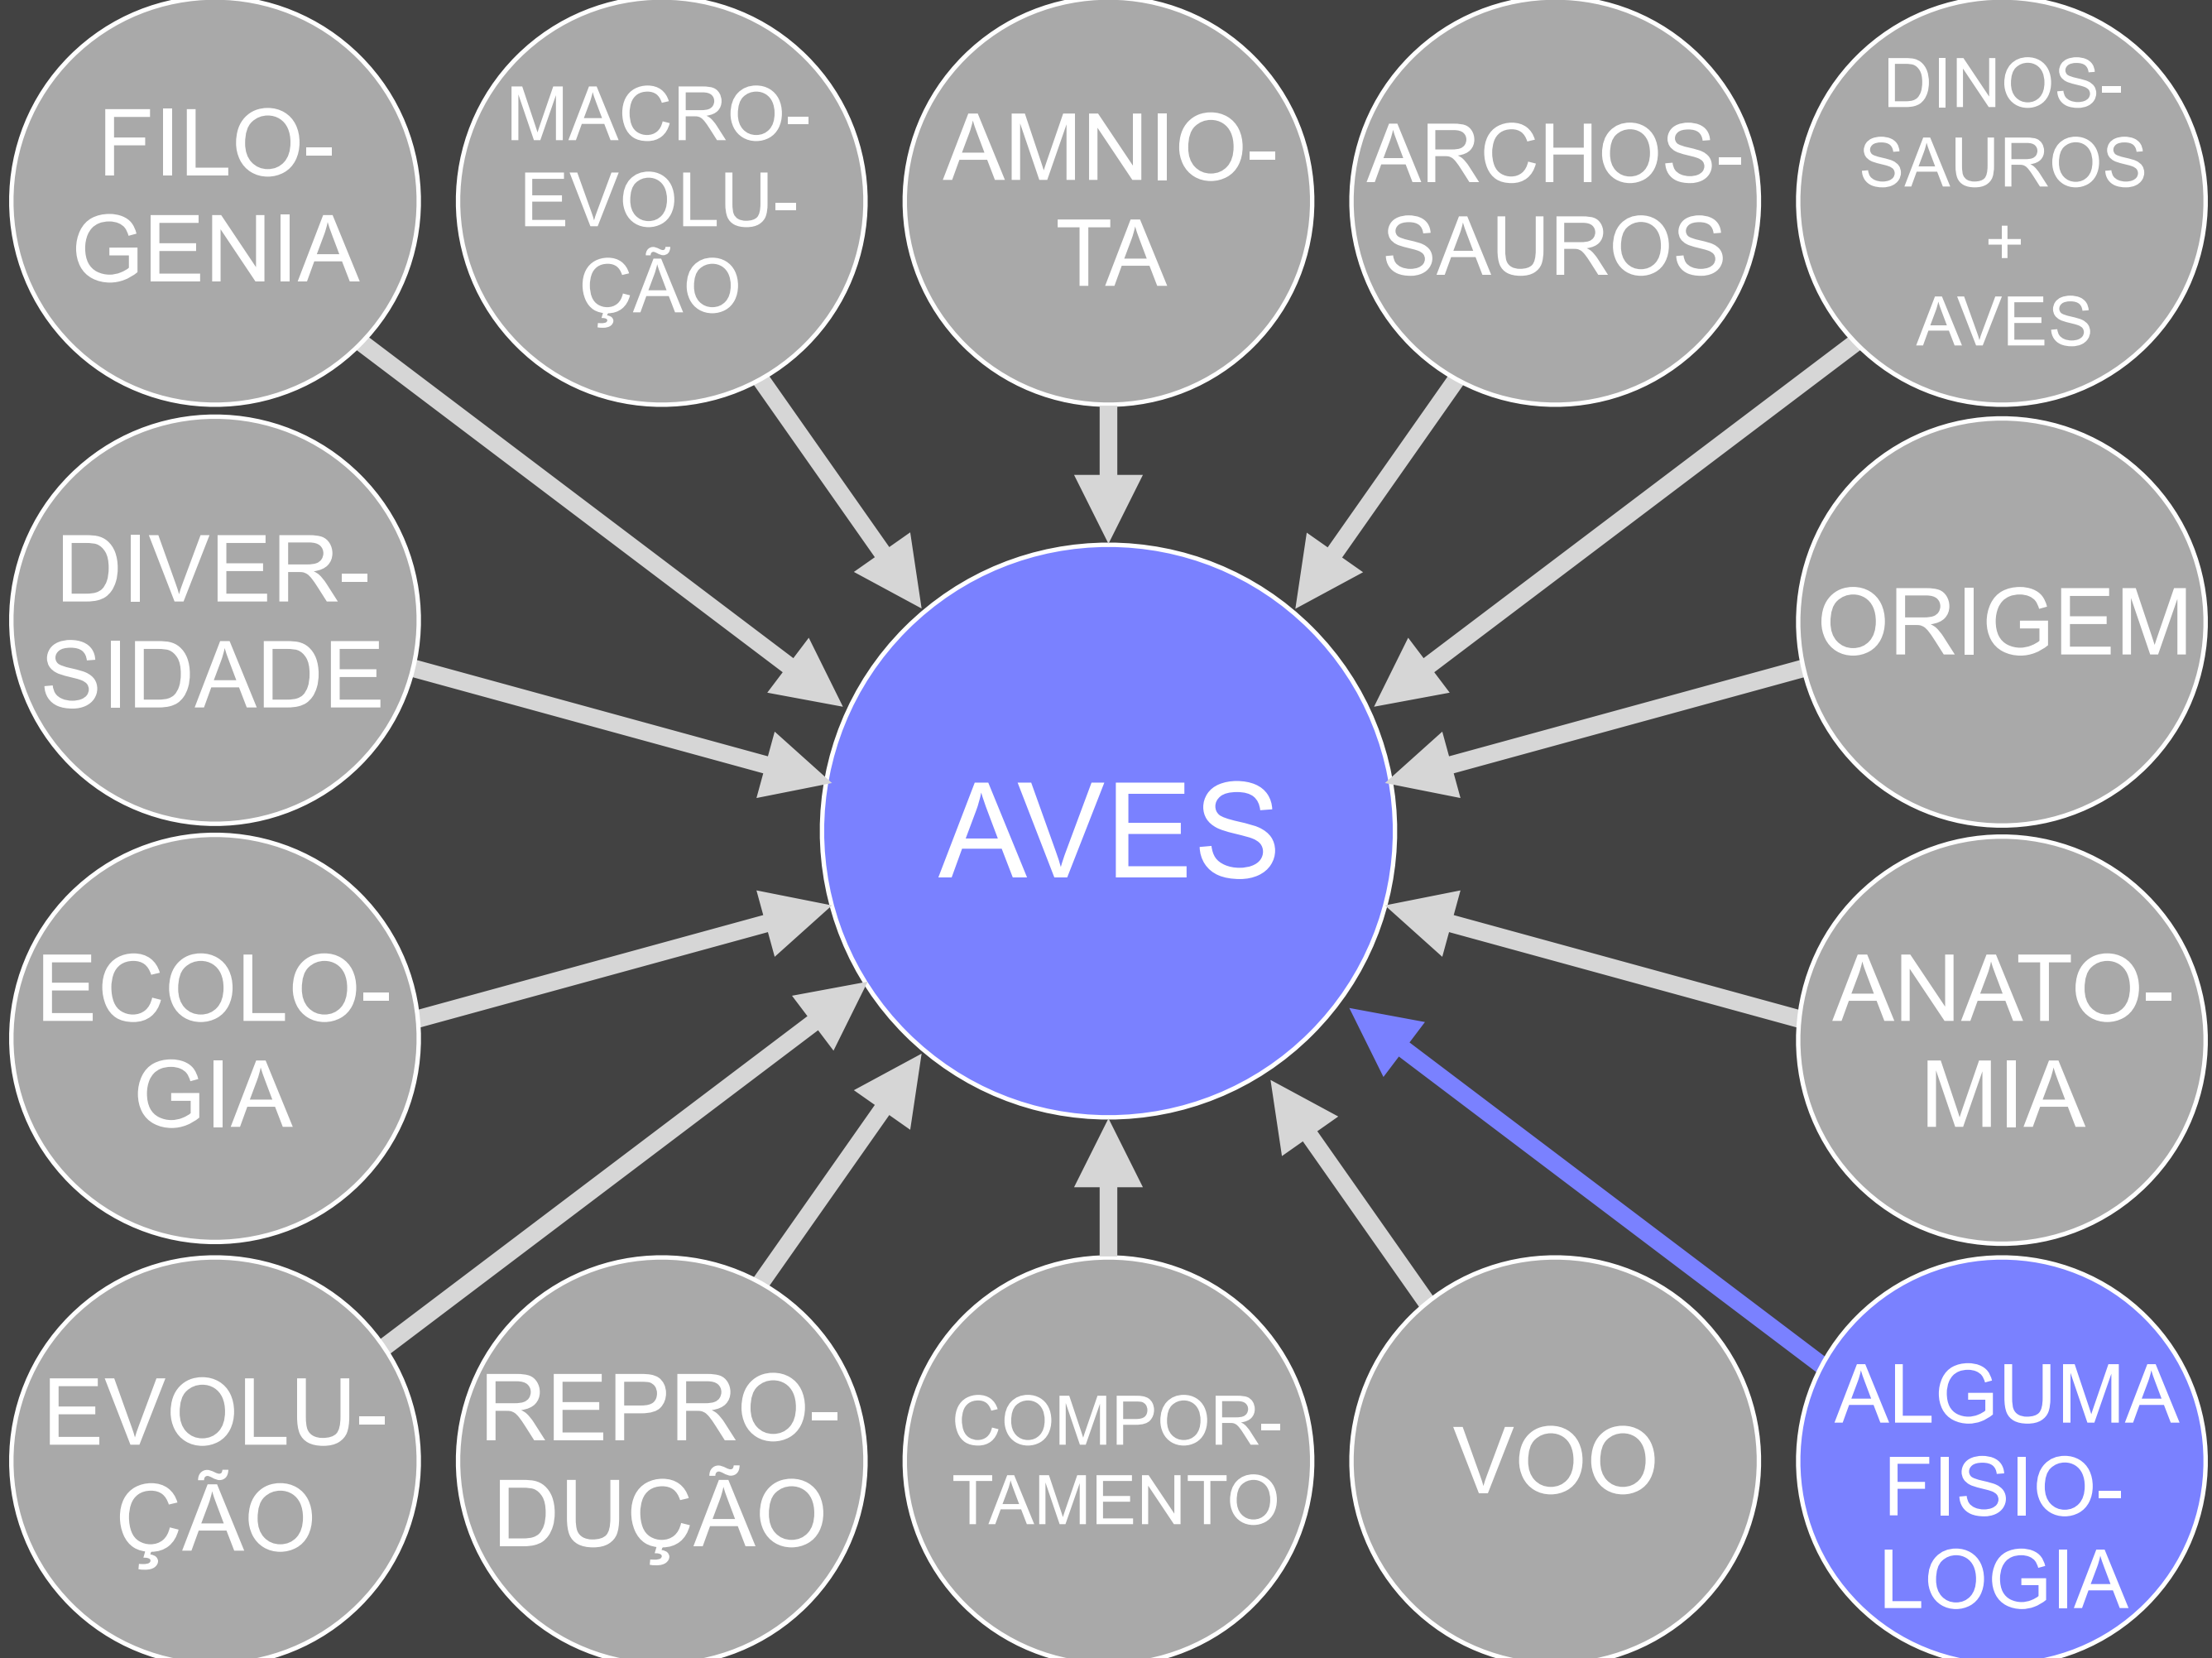 FILO-
GENIA
MACRO-
EVOLU-
ÇÃO
AMNIO-
TA
ARCHOS-
SAUROS
DINOS-
SAUROS
+
AVES
DIVER-
SIDADE
ORIGEM
AVES
ECOLO-
GIA
ANATO-
MIA
EVOLU-
ÇÃO
REPRO-
DUÇÃO
COMPOR-
TAMENTO
VOO
ALGUMA
FISIO-
LOGIA